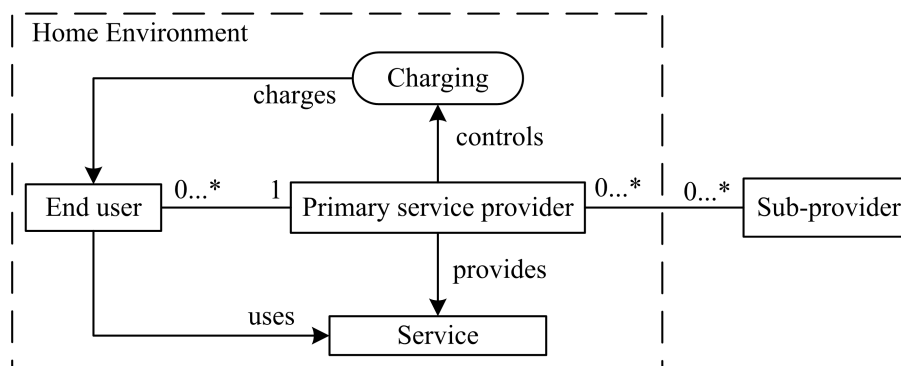 Home Environment
Charging
charges
controls
0...* 1 0...* 0...*
End user Primary service provider Sub-provider
provides
uses
Service